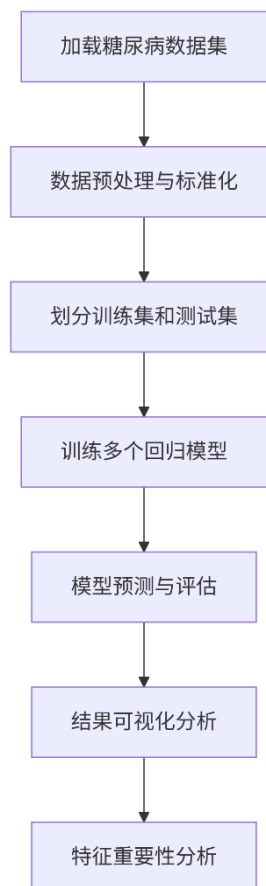 加载糖尿病数据集
数据预处理与标准化
划分训练集和测试集
训练多个回归模型
模型预测与评估
结果可视化分析
特征重要性分析